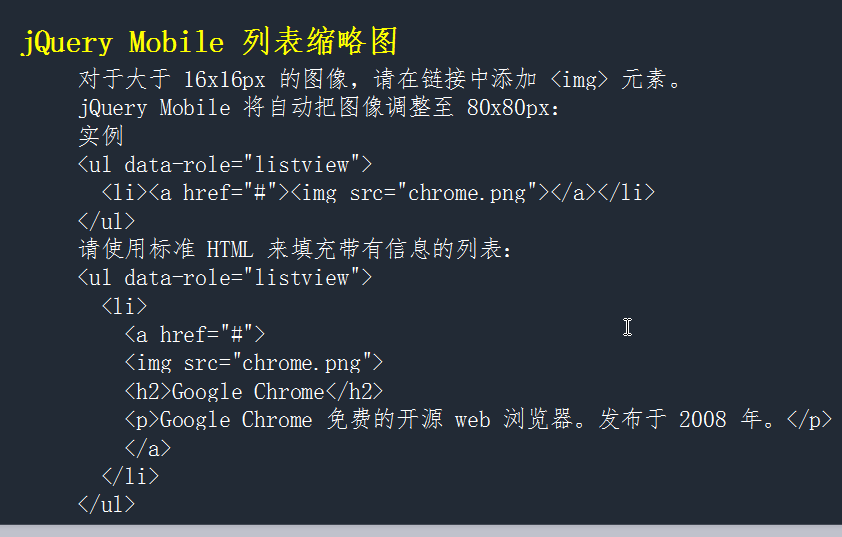 jQuery Mobile 列表缩略图
对于大于 16x16px 的图像，请在链接中添加 <img> 元素。
jQuery Mobile 将自动把图像调整至 80x80px：
实例
<ul data-role="listview">
<li><a href="#"><img src="chrome.png"></a></li>
</ul>
请使用标准 HTML 来填充带有信息的列表：
<ul data-role="listview">
<li>
<a href="#">
<img src="chrome.png">
<h2>Google Chrome</h2>
<p>Google Chrome 免费的开源 web 浏览器。发布于 2008 年。</p>
</a>
</li>
</ul>